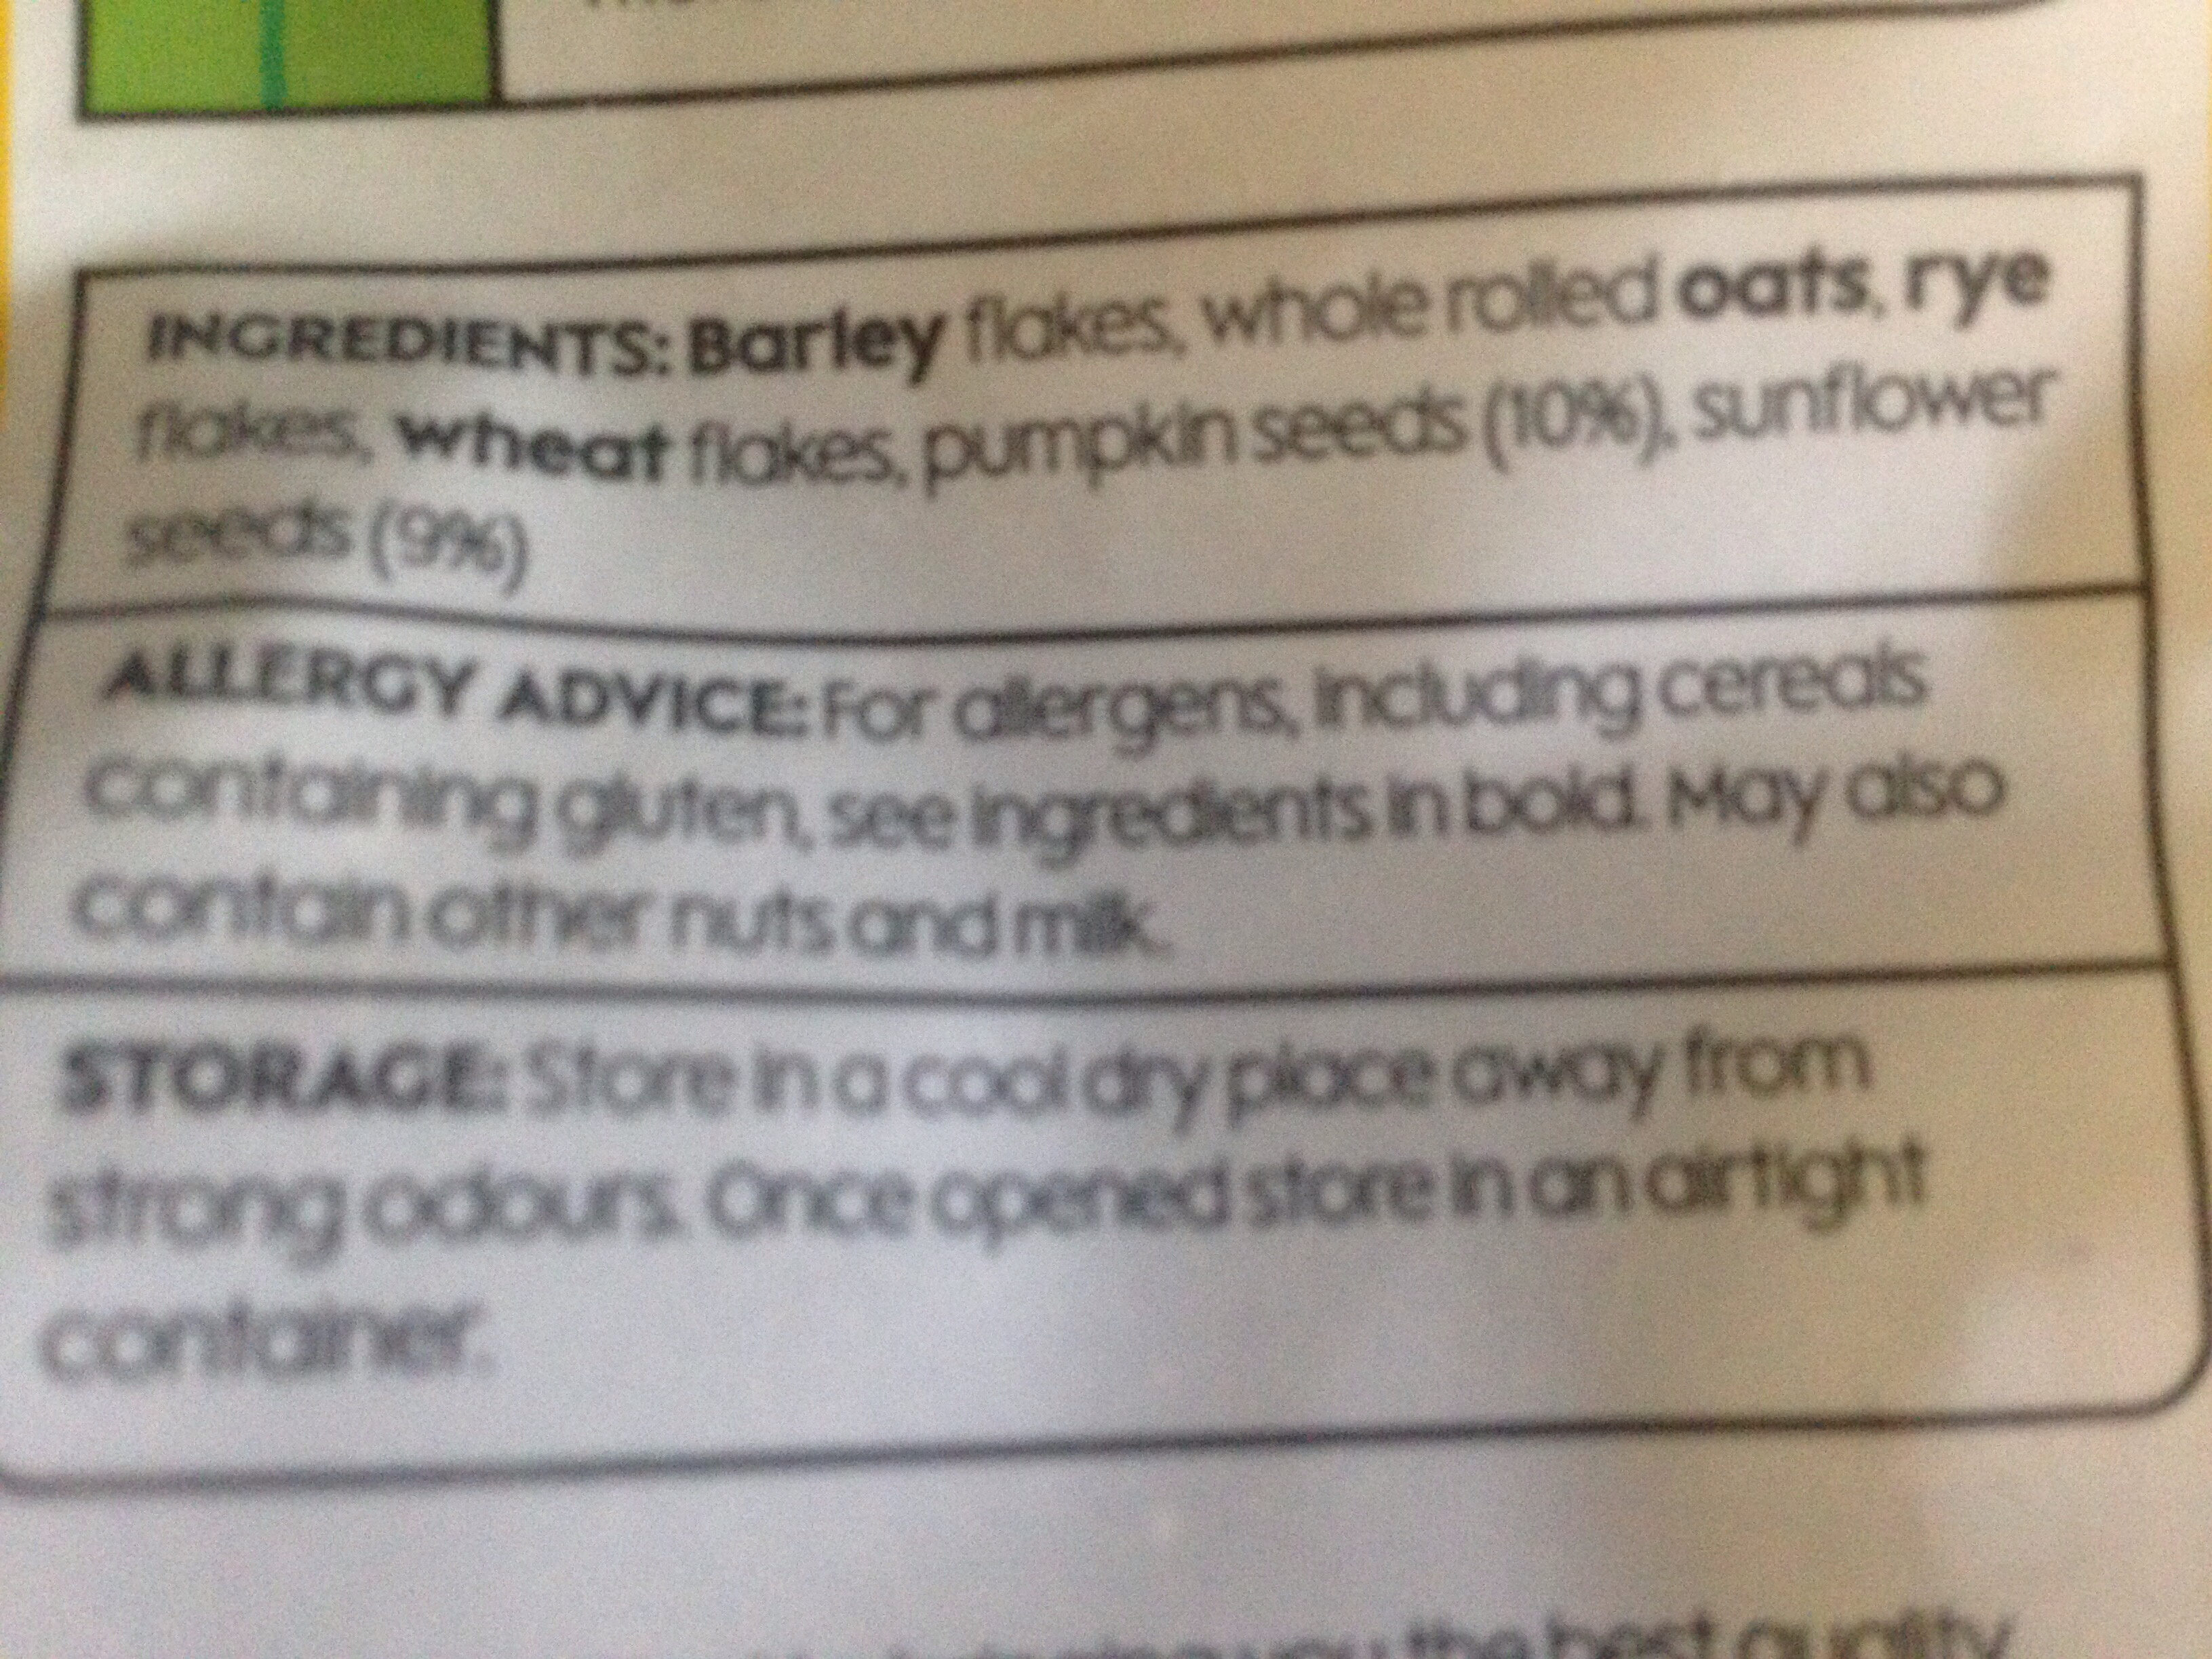 INGREDIENTS: Barley flakes, whole rolled oats, rye
flakes, wheat flakes, pumpkin seeds (10%), sunflower
seeds (9%)
ALLERGY ADVICE: For allergens, including cereals
containing gluten, see ingredients in bold. May also
contain other nuts and milk.
STORAGE: Store in a cool dry place away from
strong odours. Once opened store in an airtight
container.
you the best quality